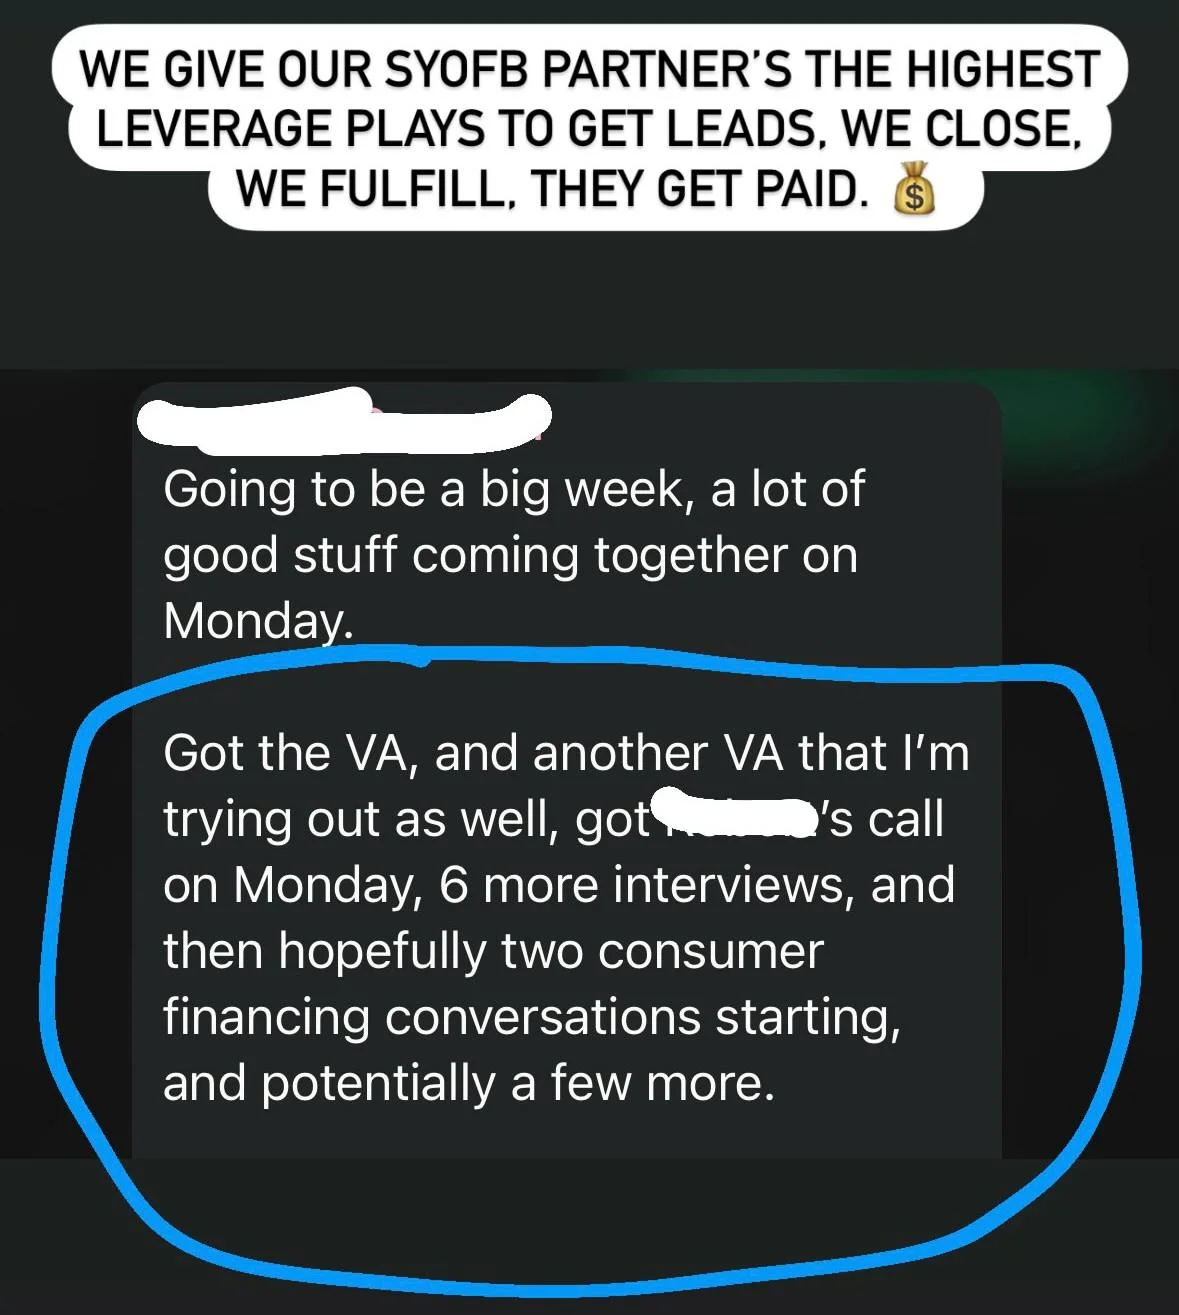 WE GIVE OUR SYOFB PARTNER'S THE HIGHEST
LEVERAGE PLAYS TO GET LEADS, WE CLOSE,
WE FULFILL, THEY GET PAID. 💰
Going to be a big week, a lot of
good stuff coming together on
Monday.
Got the VA, and another VA that I'm
trying out as well, got 's call
on Monday, 6 more interviews, and
then hopefully two consumer
financing conversations starting,
and potentially a few more.